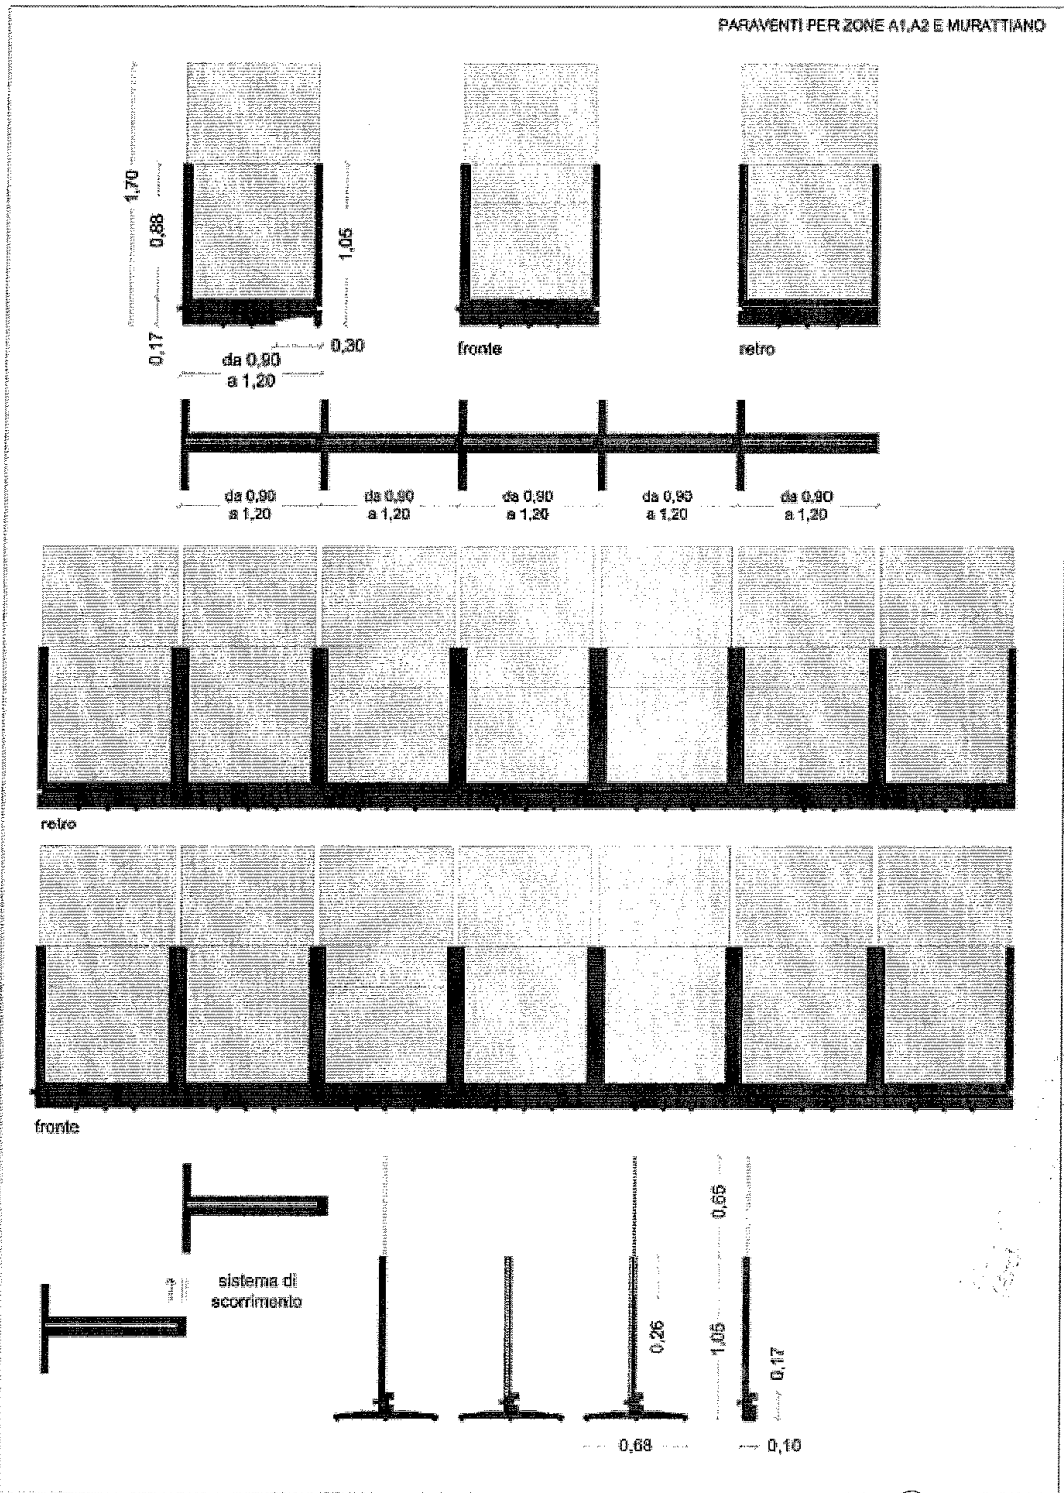 PARAVENTI PER ZONE A1,A2 E MURATTIANO
1,70
0,88
1,05
0,17
0,30
da 0,90
a 1,20
fronte
retro
da 0,90
a 1,20
da 0,90
a 1,20
da 0,90
a 1,20
da 0,90
a 1,20
da 0,90
a 1,20
retro
fronte
sistema di
scorrimento
0,65
0,26
1,05
0,17
0,68
0,10